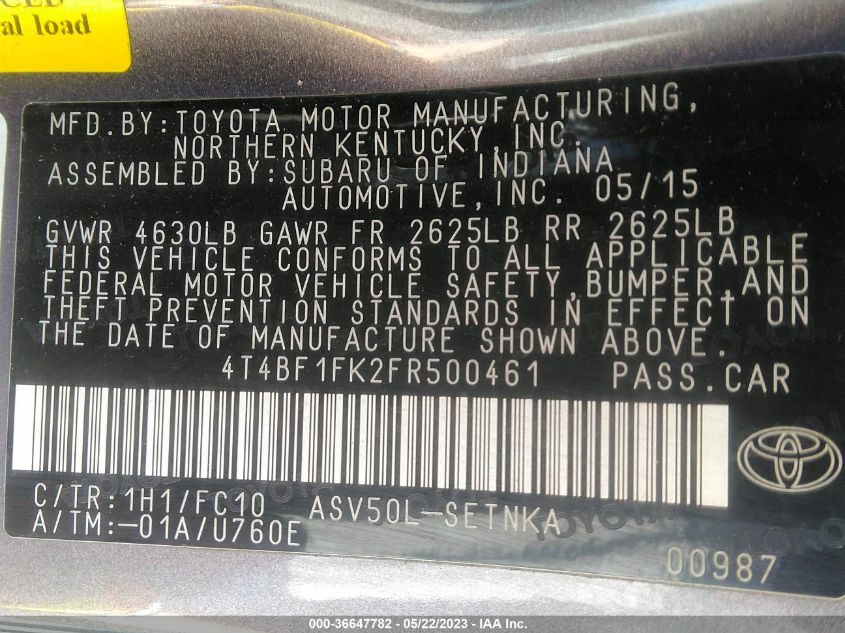 al load
MFD.BY:TOYOTA MOTOR MANUFACTURING,
NORTHERN KENTUCKY,INC.
ASSEMBLED BY:SUBARU OF INDIANA
AUTOMOTIVE,INC. 05/15
GVWR 4630LB GAWR FR 2625LB RR 2625LB
THIS VEHICLE CONFORMS TO ALL APPLICABLE
FEDERAL MOTOR VEHICLE SAFETY,BUMPER,AND
THEFT PREVENTION STANDARDS IN EFFECT ON
THE DATE OF MANUFACTURE SHOWN ABOVE.
4T4BF1FK2FR500461 PASS.CAR
C/TR:1H1/FC10 ASV50L-SETNKA
A/TM:-01A/U760E
00987
000-36647782 - 05/22/2023 - IAA Inc.